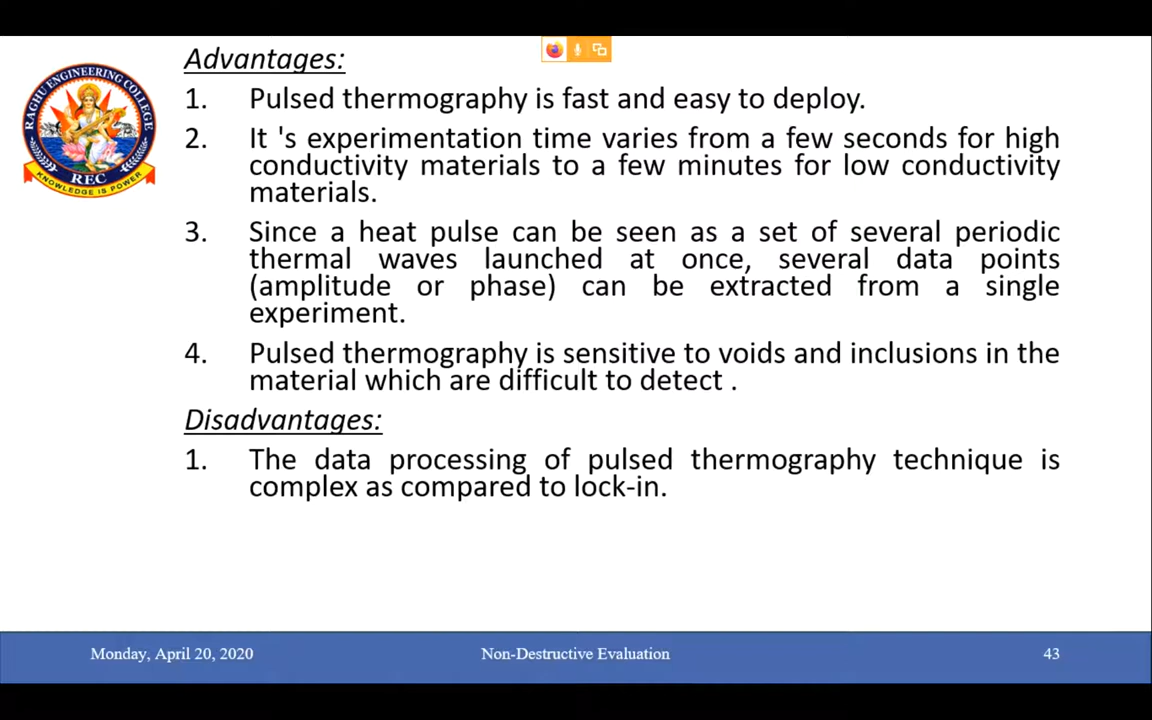 Advantages:
RAGHU ENGINEERING COLLEGE
REC
KNOWLEDGE IS POWER
1. Pulsed thermography is fast and easy to deploy.
2. It 's experimentation time varies from a few seconds for high
conductivity materials to a few minutes for low conductivity
materials.
3. Since a heat pulse can be seen as a set of several periodic
thermal waves launched at once, several data points
(amplitude or phase) can be extracted from a single
experiment.
4. Pulsed thermography is sensitive to voids and inclusions in the
material which are difficult to detect .
Disadvantages:
1. The data processing of pulsed thermography technique is
complex as compared to lock-in.
Monday, April 20, 2020
Non-Destructive Evaluation
43